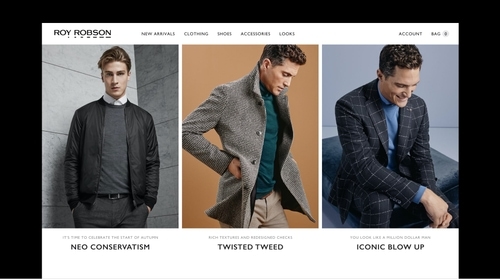 ROY ROBSON
NEW ARRIVALS CLOTHING SHOES ACCESSORIES LOOKS ACCOUNT BAG 0
IT'S TIME TO CELEBRATE THE START OF AUTUMN
NEO CONSERVATISM
RICH TEXTURES AND REDESIGNED CHECKS
TWISTED TWEED
YOU LOOK LIKE A MILLION-DOLLAR MAN
ICONIC BLOW UP